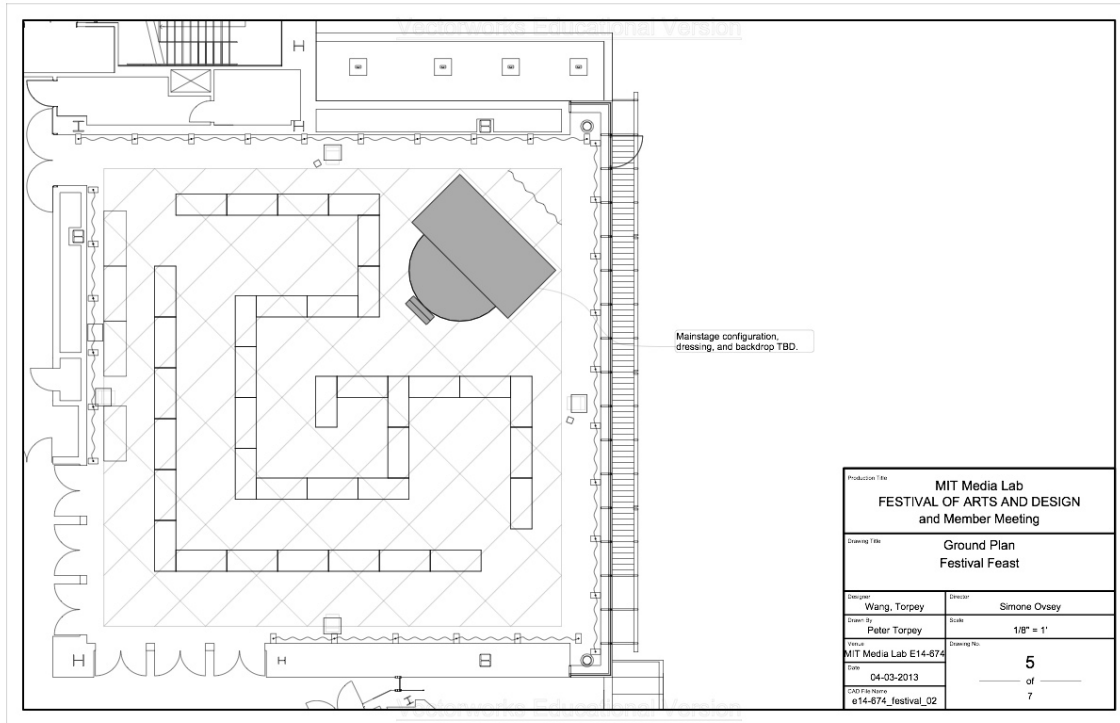 Vectorworks Educational Version
Mainstage configuration,
dressing, and backdrop TBD.
Production Title
MIT Media Lab
FESTIVAL OF ARTS AND DESIGN
and Member Meeting
Drawing Title
Ground Plan
Festival Feast
Designer
Wang, Torpey
Director
Simone Ovsey
Drawn By
Peter Torpey
Scale
1/8" = 1'
Venue
MIT Media Lab E14-674
Drawing No.
5
of
7
Date
04-03-2013
CAD File Name
e14-674_festival_02
Vectorworks Educational Version